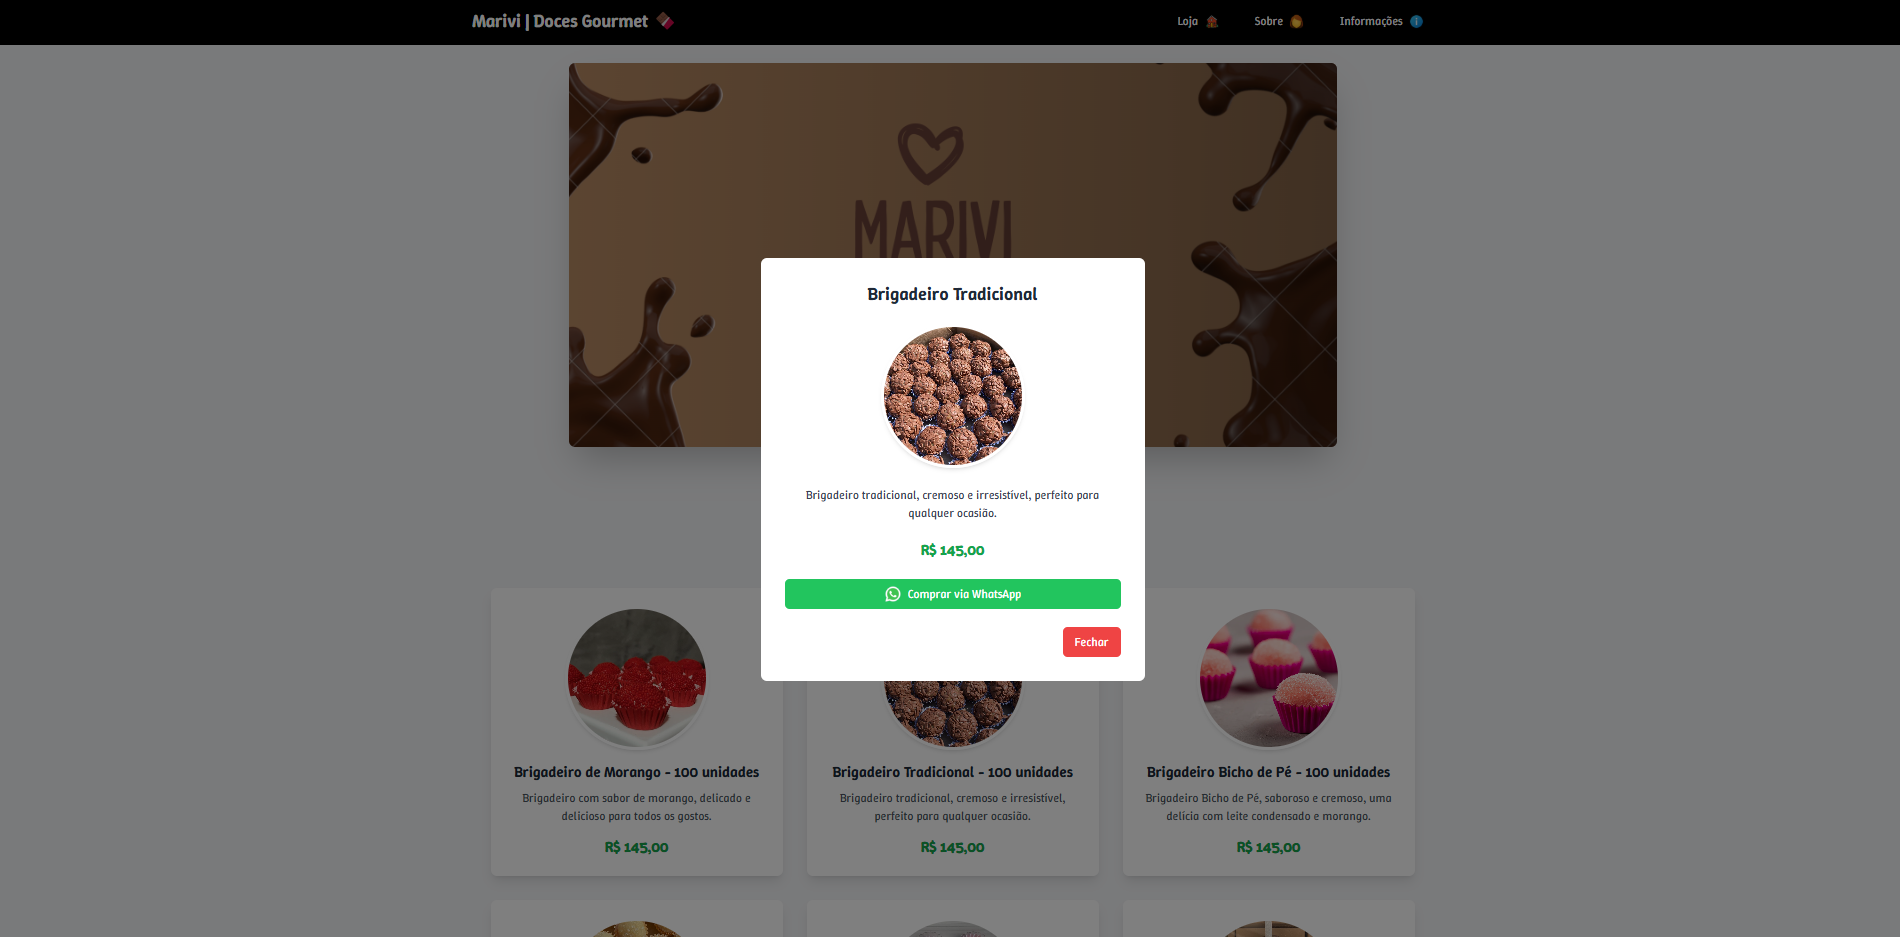 Marivi | Doces Gourmet
Loja
Sobre
Informações
MARIVI
Brigadeiro Tradicional
Brigadeiro tradicional, cremoso e irresistível, perfeito para
qualquer ocasião.
R$ 145,00
Comprar via WhatsApp
Fechar
Brigadeiro de Morango - 100 unidades
Brigadeiro com sabor de morango, delicado e
delicioso para todos os gostos.
R$ 145,00
Brigadeiro Tradicional - 100 unidades
Brigadeiro tradicional, cremoso e irresistível,
perfeito para qualquer ocasião.
R$ 145,00
Brigadeiro Bicho de Pé - 100 unidades
Brigadeiro Bicho de Pé, saboroso e cremoso, uma
delícia com leite condensado e morango.
R$ 145,00